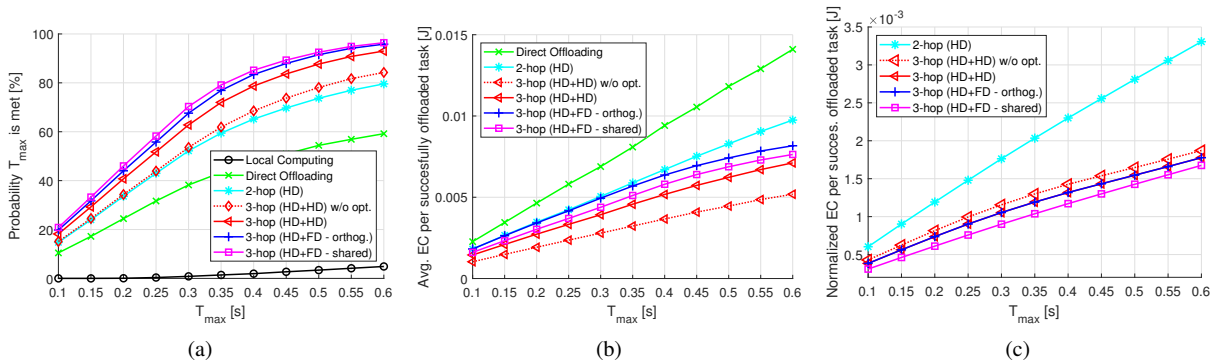 100
80
60
40
20
0
Probability T_max is met [%]
Local Computing
Direct Offloading
2-hop (HD)
3-hop (HD+HD) w/o opt.
3-hop (HD+HD)
3-hop (HD+FD - orthog.)
3-hop (HD+FD - shared)
0.1 0.15 0.2 0.25 0.3 0.35 0.4 0.45 0.5 0.55 0.6
T_max [s]
(a)
0.015
0.01
0.005
0
Avg. EC per successfully offloaded task [J]
Direct Offloading
2-hop (HD)
3-hop (HD+HD) w/o opt.
3-hop (HD+HD)
3-hop (HD+FD - orthog.)
3-hop (HD+FD - shared)
0.1 0.15 0.2 0.25 0.3 0.35 0.4 0.45 0.5 0.55 0.6
T_max [s]
(b)
×10^-3
3.5
3
2.5
2
1.5
1
0.5
Normalized EC per succes. offloaded task [J]
2-hop (HD)
3-hop (HD+HD) w/o opt.
3-hop (HD+HD)
3-hop (HD+FD - orthog.)
3-hop (HD+FD - shared)
0.1 0.15 0.2 0.25 0.3 0.35 0.4 0.45 0.5 0.55 0.6
T_max [s]
(c)